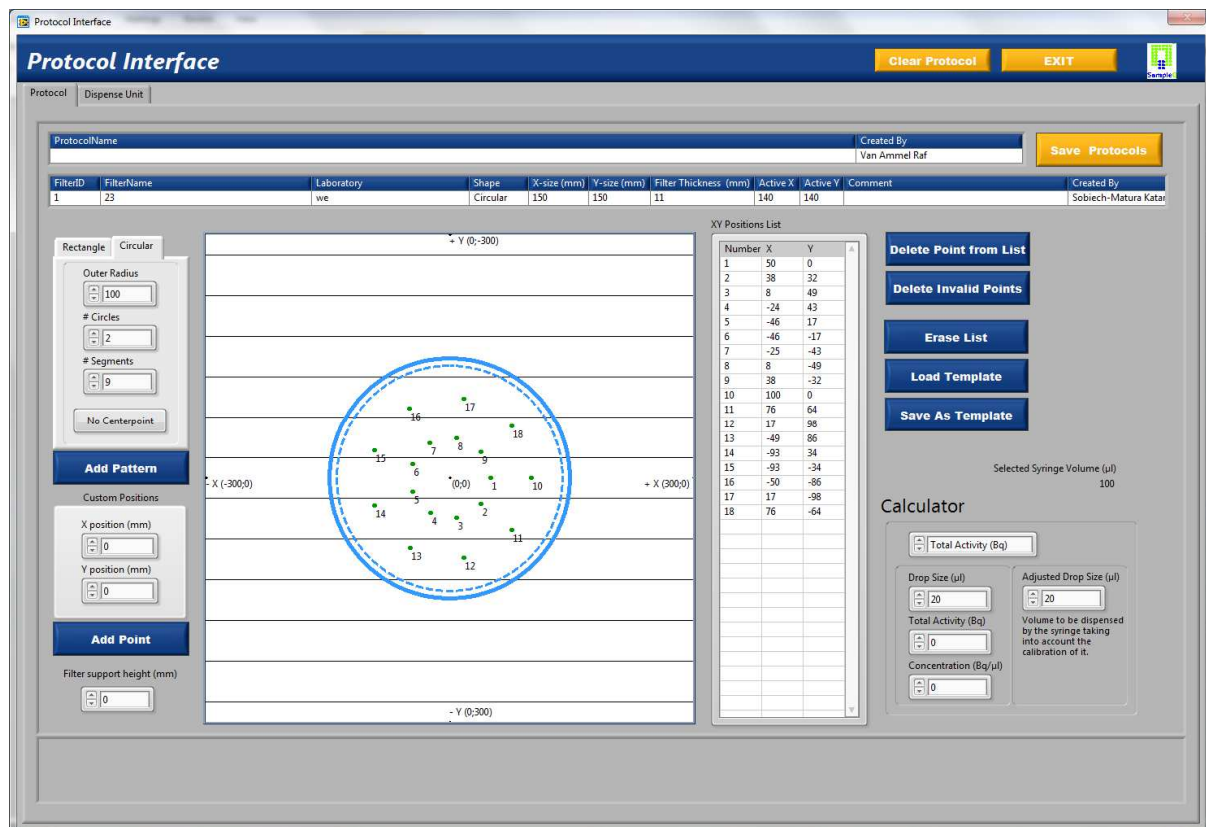 Protocol Interface
Protocol Interface
Clear Protocol
EXIT
Sample
Protocol
Dispense Unit
ProtocolName Created By
Van Ammel Raf
Save Protocols
FilterID FilterName Laboratory Shape X-size (mm) Y-size (mm) Filter Thickness (mm) Active X Active Y Comment Created By
1 23 we Circular 150 150 11 140 140 Sobiech-Matura Katar
Rectangle
Circular
Outer Radius
100
# Circles
2
# Segments
9
No Centerpoint
Add Pattern
Custom Positions
X position (mm)
0
Y position (mm)
0
Add Point
Filter support height (mm)
0
+ Y (0;-300)
17
16
18
8
7
9
15
6
- X (-300;0)
(0;0)
1
10
+ X (300;0)
5
2
14
4
3
11
13
12
- Y (0;300)
XY Positions List
Number X Y
1 50 0
2 38 32
3 8 49
4 -24 43
5 -46 17
6 -46 -17
7 -25 -43
8 8 -49
9 38 -32
10 100 0
11 76 64
12 17 98
13 -49 86
14 -93 34
15 -93 -34
16 -50 -86
17 17 -98
18 76 -64
Delete Point from List
Delete Invalid Points
Erase List
Load Template
Save As Template
Selected Syringe Volume (µl)
100
Calculator
Total Activity (Bq)
Drop Size (µl)
20
Total Activity (Bq)
0
Concentration (Bq/µl)
0
Adjusted Drop Size (µl)
20
Volume to be dispensed
by the syringe taking
into account the
calibration of it.